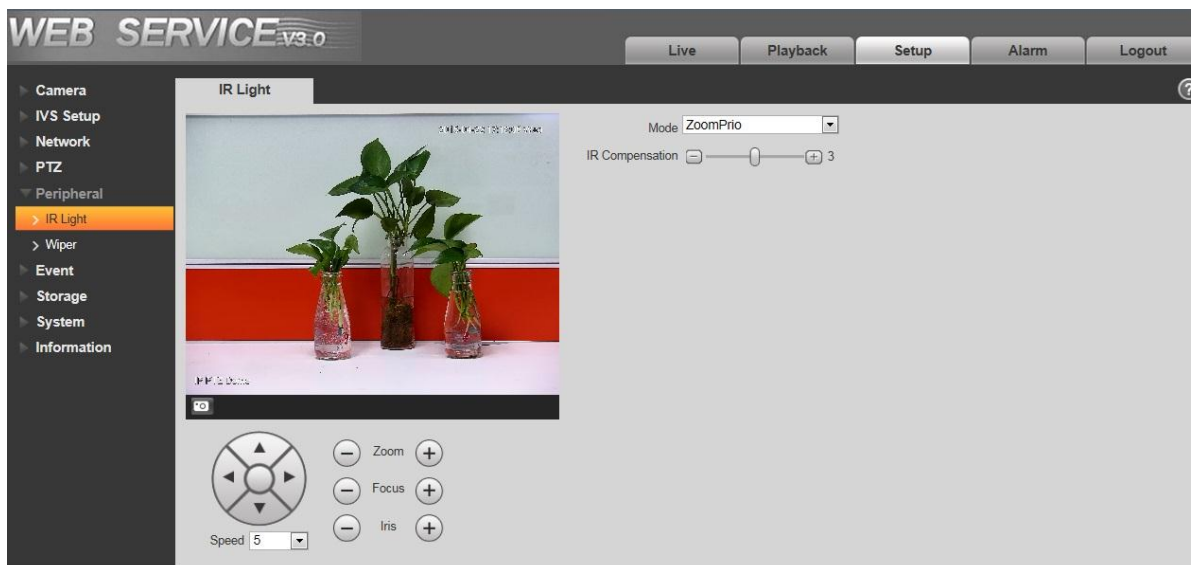 WEB SERVICE V3.0
Live
Playback
Setup
Alarm
Logout
Camera
IVS Setup
Network
PTZ
Peripheral
IR Light
Wiper
Event
Storage
System
Information
IR Light
?
Mode ZoomPrio
IR Compensation 3
Zoom
Focus
Iris
Speed 5